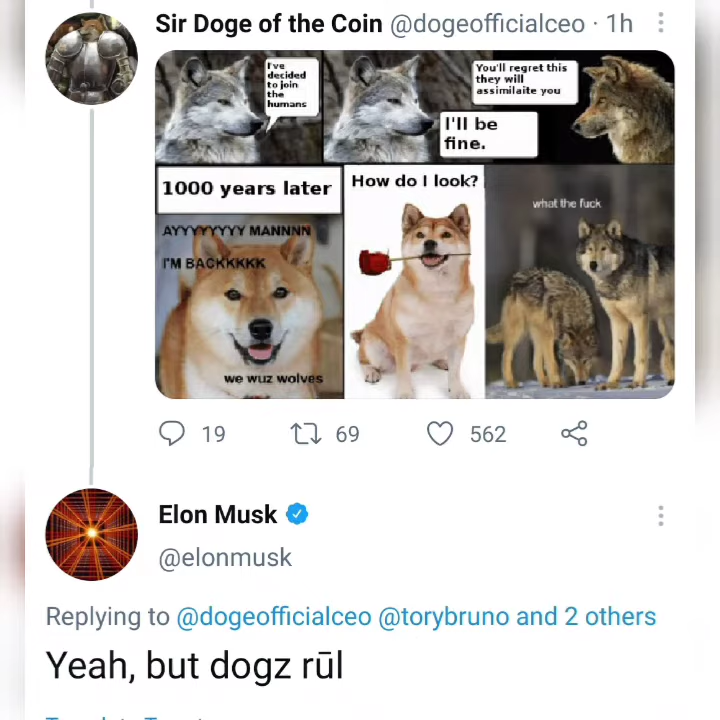 Sir Doge of the Coin @dogeofficialceo · 1h
I've
decided
to join
the
humans
You'll regret this
they will
assimilaite you
I'll be
fine.
1000 years later
AYYYYYYYY MANNNN
I'M BACKKKKK
we wuz wolves
How do I look?
what the fuck
19
69
562
Elon Musk
@elonmusk
Replying to @dogeofficialceo @torybruno and 2 others
Yeah, but dogz rūl